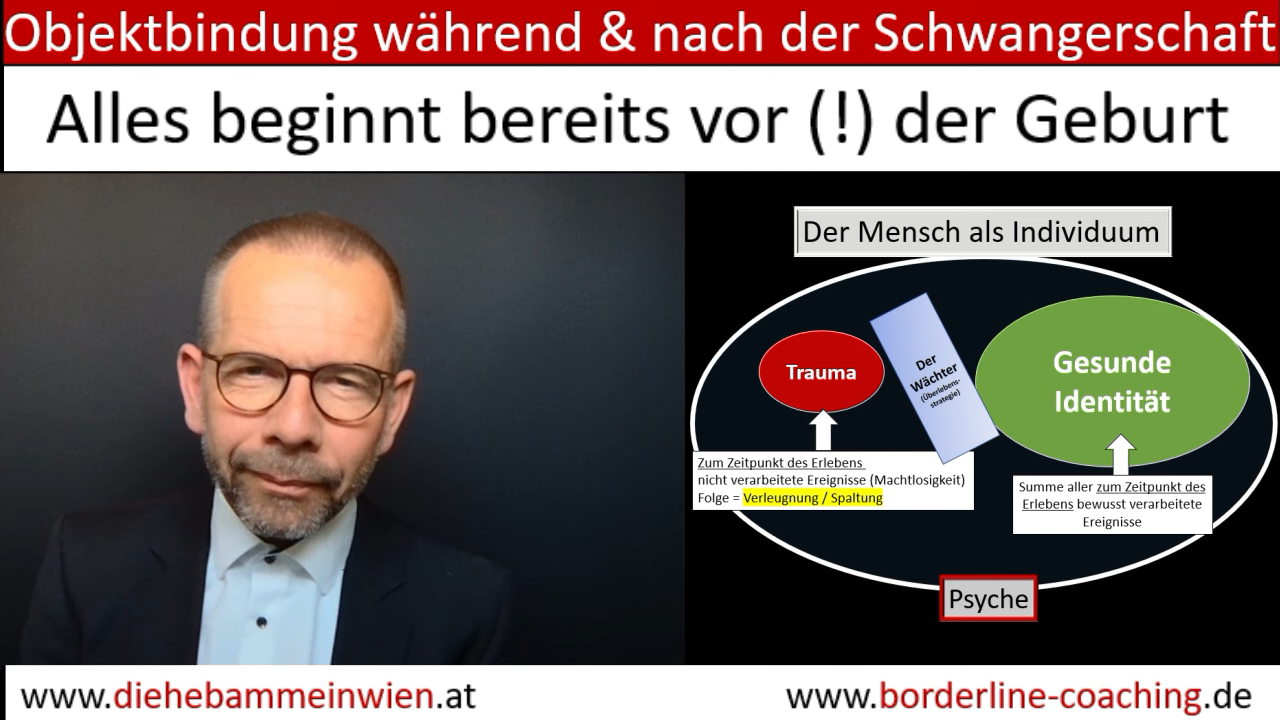 Objektbindung während & nach der Schwangerschaft
Alles beginnt bereits vor (!) der Geburt
Der Mensch als Individuum
Trauma
Der
Wächter
(Überlebens-
strategie)
Gesunde
Identität
Zum Zeitpunkt des Erlebens
nicht verarbeitete Ereignisse (Machtlosigkeit)
Folge = Verleugnung / Spaltung
Summe aller zum Zeitpunkt des
Erlebens bewusst verarbeitete
Ereignisse
Psyche
www.diehebammeinwien.at
www.borderline-coaching.de